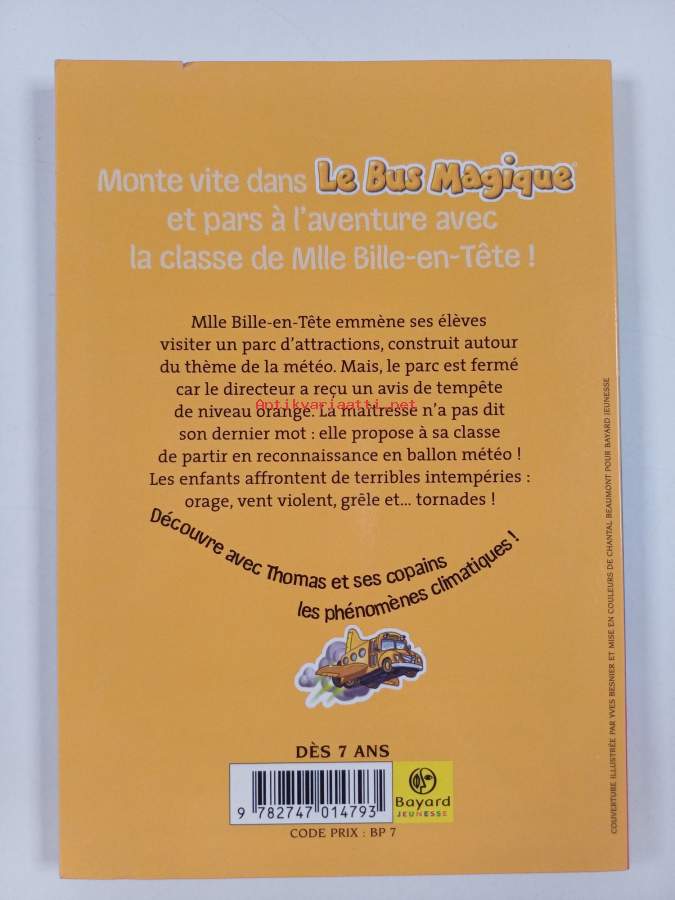 Monte vite dans Le Bus Magique®
et pars à l'aventure avec
la classe de Mlle Bille-en-Tête !
Mlle Bille-en-Tête emmène ses élèves
visiter un parc d'attractions, construit autour
du thème de la météo. Mais, le parc est fermé
car le directeur a reçu un avis de tempête
de niveau orange. La maîtresse n'a pas dit
son dernier mot : elle propose à sa classe
de partir en reconnaissance en ballon météo !
Les enfants affrontent de terribles intempéries :
orage, vent violent, grêle et... tornades !
Découvre avec Thomas et ses copains
les phénomènes climatiques !
DÈS 7 ANS
9 782747 014793
Bayard
JEUNESSE
CODE PRIX : BP 7
COUVERTURE ILLUSTRÉE PAR YVES BESNIER ET MISE EN COULEURS DE CHANTAL BEAUMONT POUR BAYARD JEUNESSE
Antikvariaatti.net